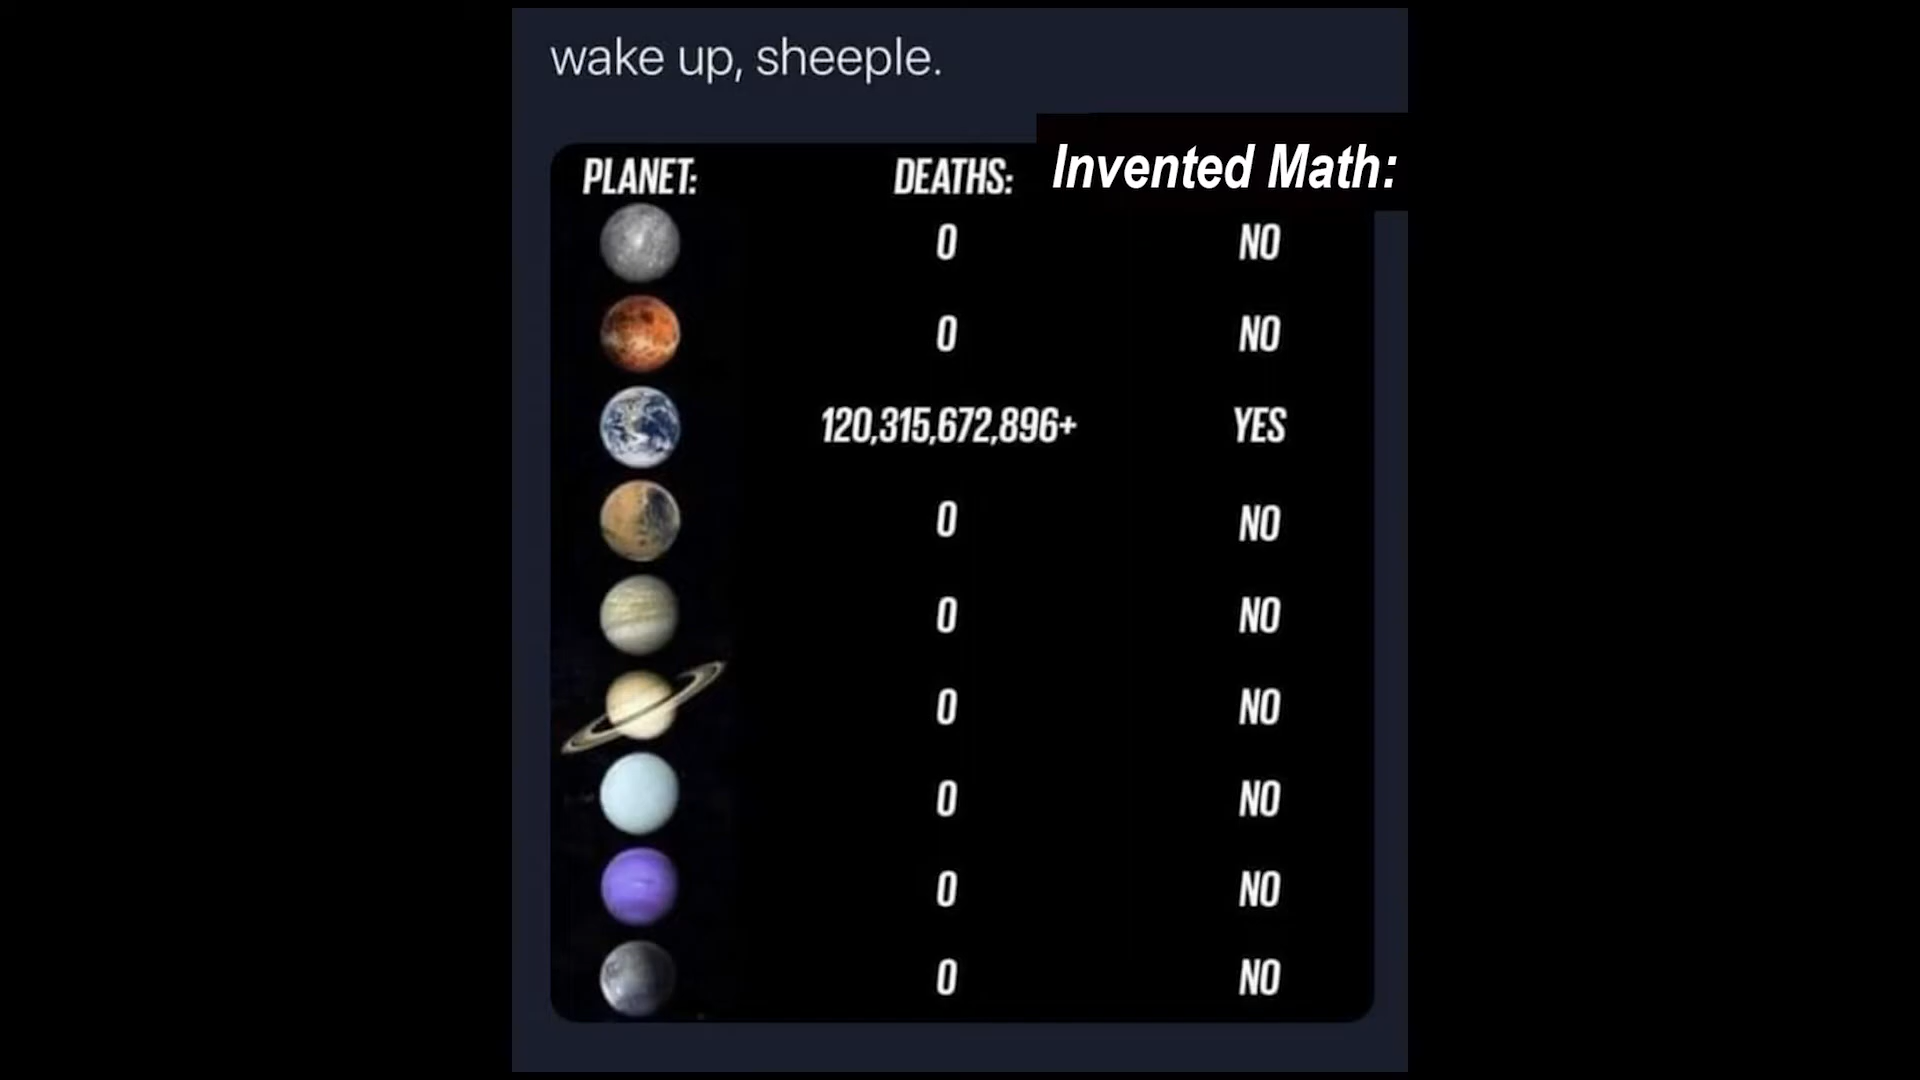 wake up, sheeple.
PLANET: DEATHS: Invented Math:
0 NO
0 NO
120,315,672,896+ YES
0 NO
0 NO
0 NO
0 NO
0 NO
0 NO